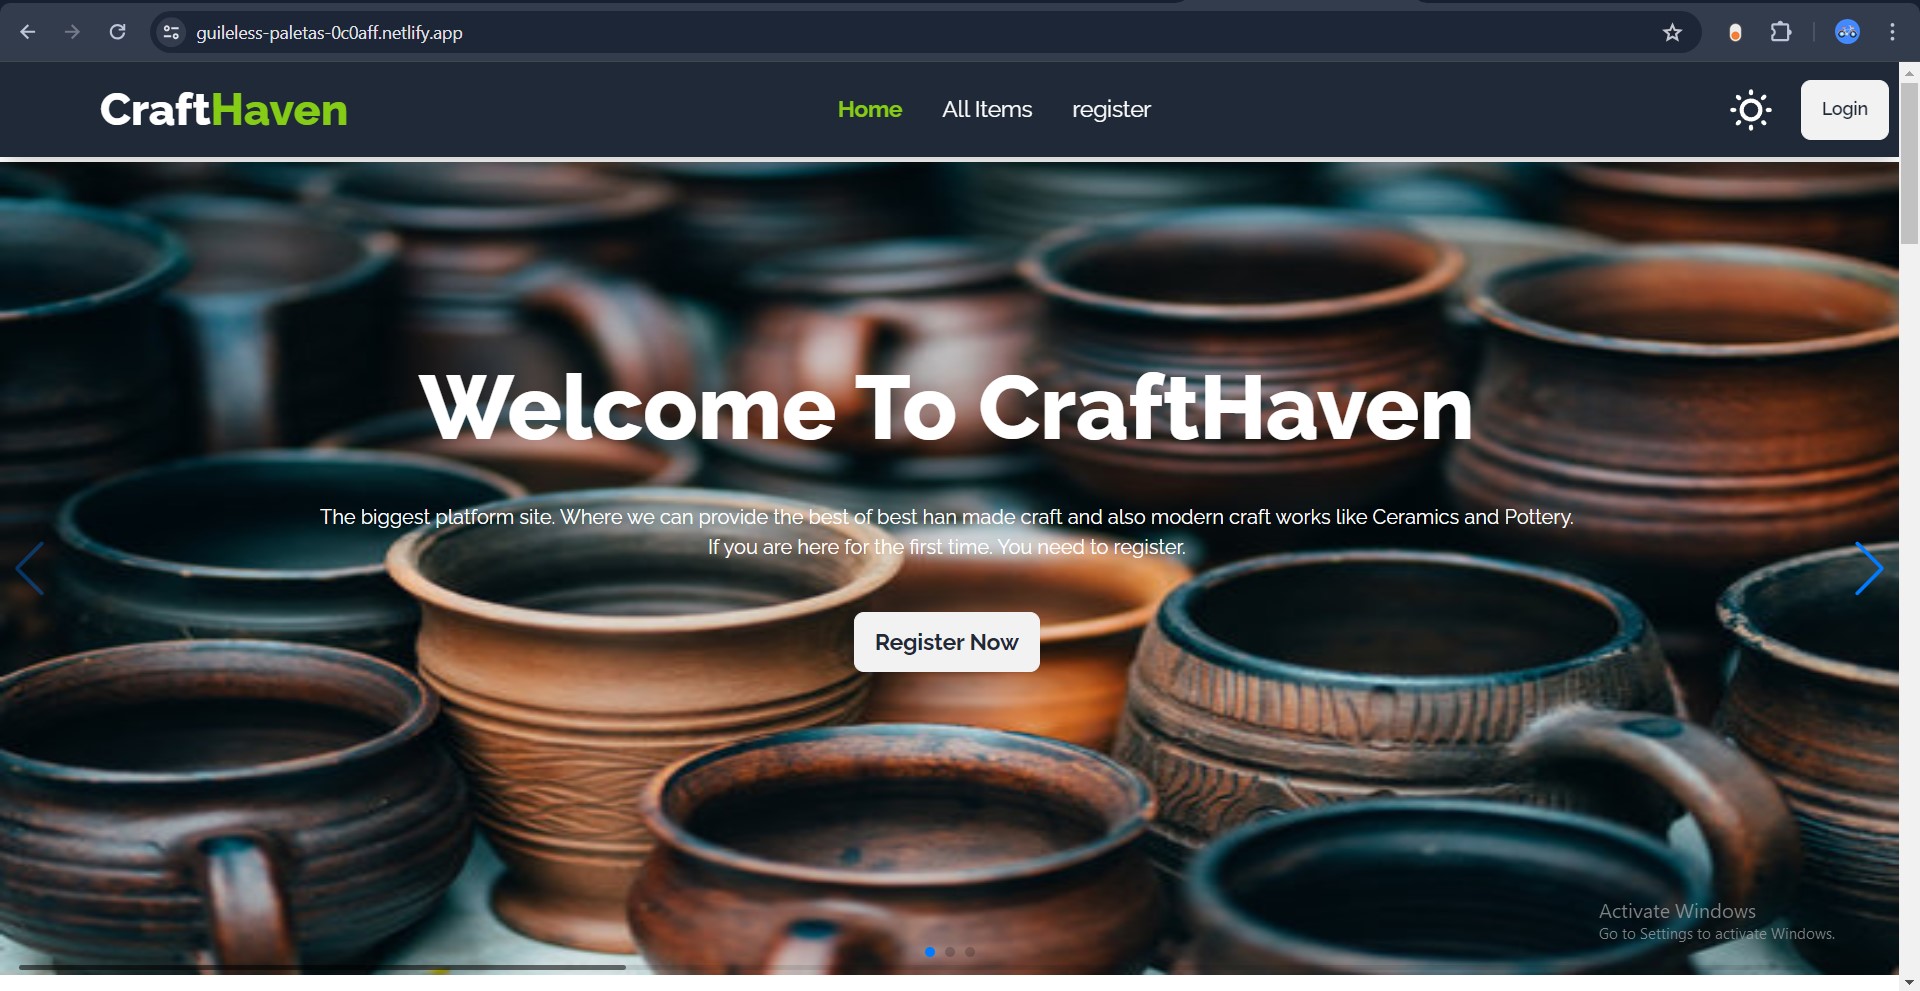 guileless-paletas-0c0aff.netlify.app
CraftHaven
Home
All Items
register
Login
Welcome To CraftHaven
The biggest platform site. Where we can provide the best of best han made craft and also modern craft works like Ceramics and Pottery.
If you are here for the first time. You need to register.
Register Now
Activate Windows
Go to Settings to activate Windows.